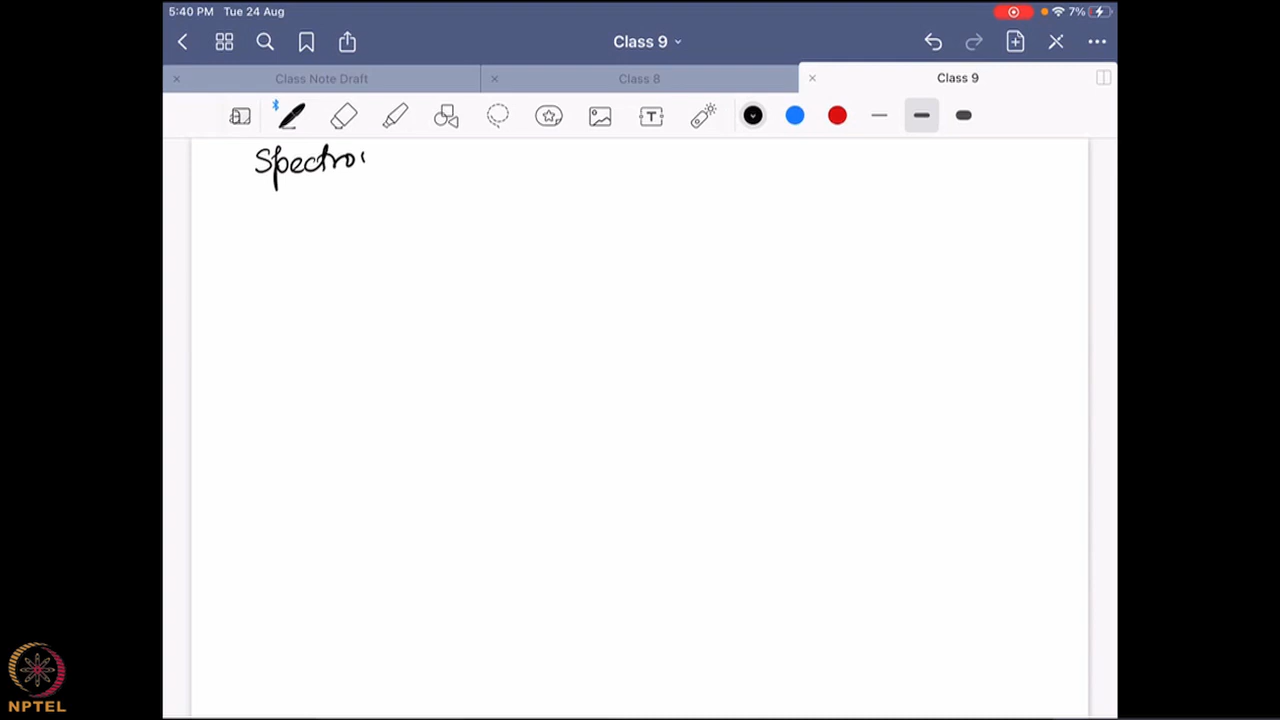 5:40 PM Tue 24 Aug 7%
Class 9
Class Note Draft Class 8 Class 9
T
Spectro
NPTEL